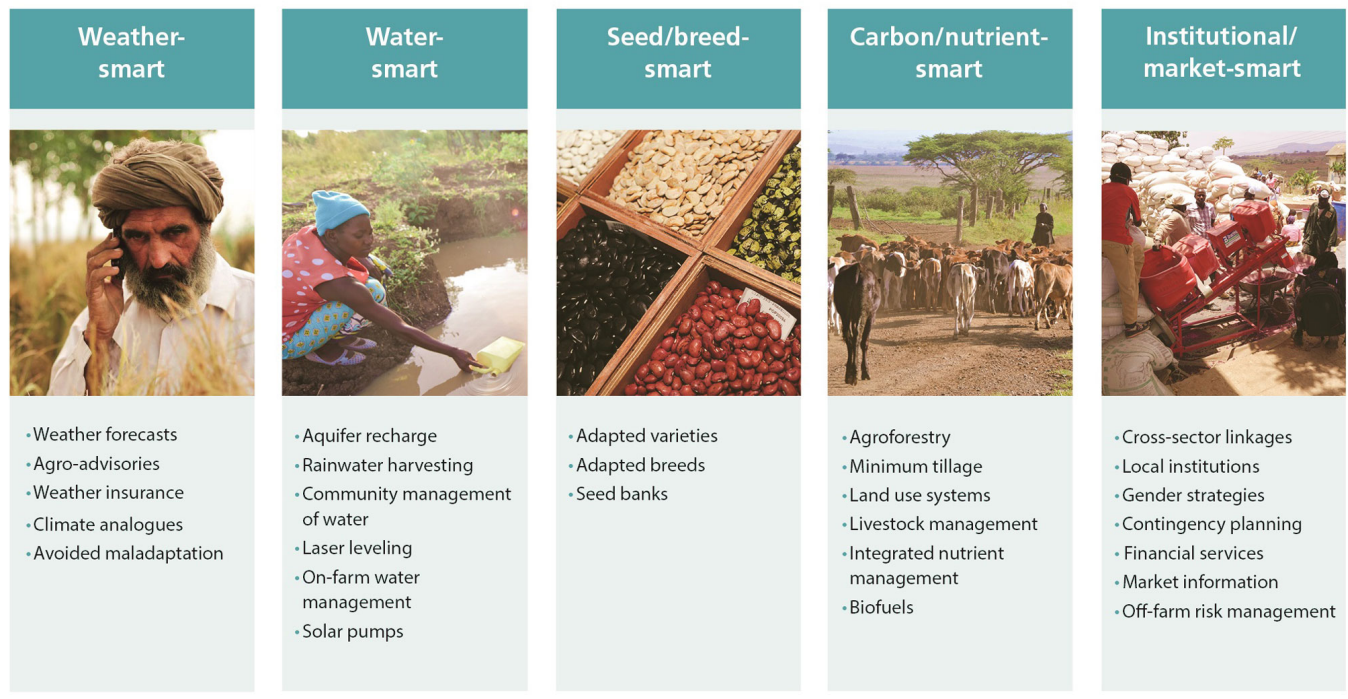 Weather-
smart
Water-
smart
Seed/breed-
smart
Carbon/nutrient-
smart
Institutional/
market-smart
•Weather forecasts
•Agro-advisories
•Weather insurance
•Climate analogues
•Avoided maladaptation
•Aquifer recharge
•Rainwater harvesting
•Community management
of water
•Laser leveling
•On-farm water
management
•Solar pumps
•Adapted varieties
•Adapted breeds
•Seed banks
•Agroforestry
•Minimum tillage
•Land use systems
•Livestock management
•Integrated nutrient
management
•Biofuels
•Cross-sector linkages
•Local institutions
•Gender strategies
•Contingency planning
•Financial services
•Market information
•Off-farm risk management